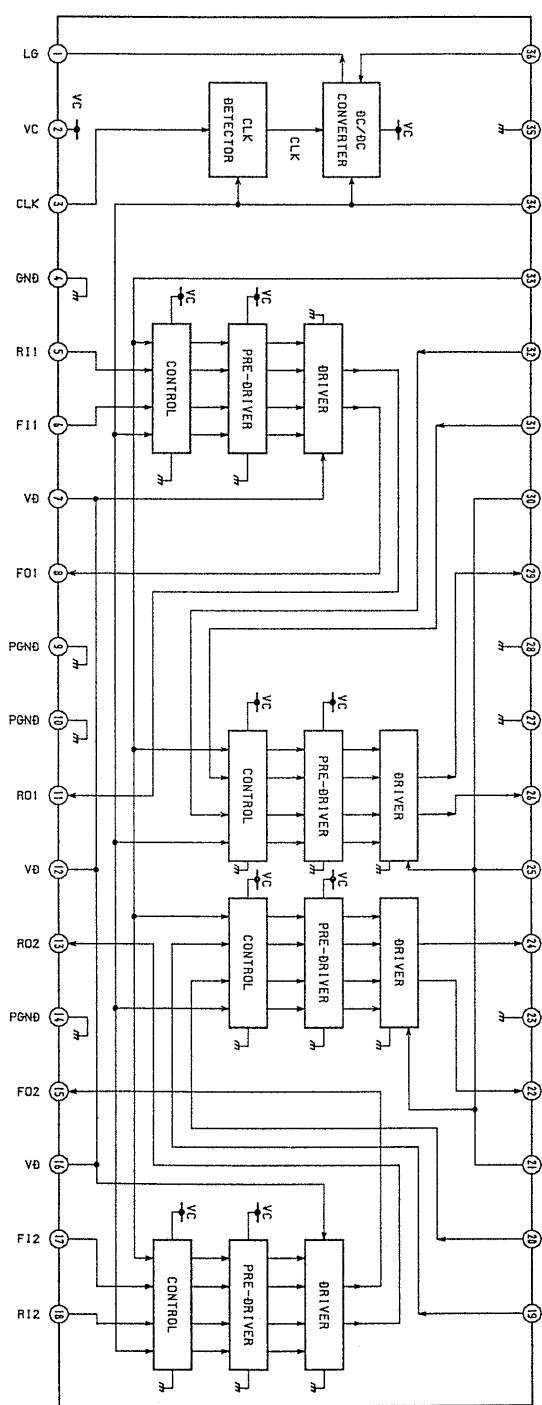 LG
1
VC
2
VC
CLK
3
GND
4
RI1
5
FI1
6
VD
7
FO1
8
PGND
9
PGND
10
RO1
11
VD
12
RO2
13
PGND
14
FO2
15
VD
16
FI2
17
RI2
18
36
35
34
33
32
31
30
29
28
27
26
25
24
23
22
21
20
19
CLK
DETECTOR
CLK
DC/DC
CONVERTER
VC
VC
CONTROL
VC
PRE-DRIVER
DRIVER
VC
CONTROL
VC
PRE-DRIVER
DRIVER
VC
CONTROL
VC
PRE-DRIVER
DRIVER
VC
CONTROL
VC
PRE-DRIVER
DRIVER